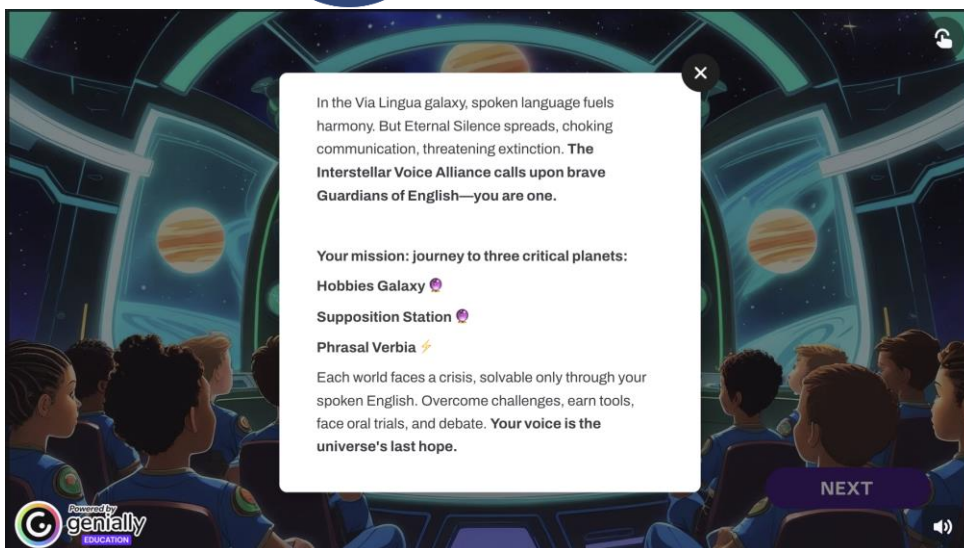 In the Via Lingua galaxy, spoken language fuels
harmony. But Eternal Silence spreads, choking
communication, threatening extinction. The
Interstellar Voice Alliance calls upon brave
Guardians of English—you are one.
Your mission: journey to three critical planets:
Hobbies Galaxy 🔮
Supposition Station 🔮
Phrasal Verbia ⚡
Each world faces a crisis, solvable only through your
spoken English. Overcome challenges, earn tools,
face oral trials, and debate. Your voice is the
universe's last hope.
NEXT
Powered by
genially
EDUCATION